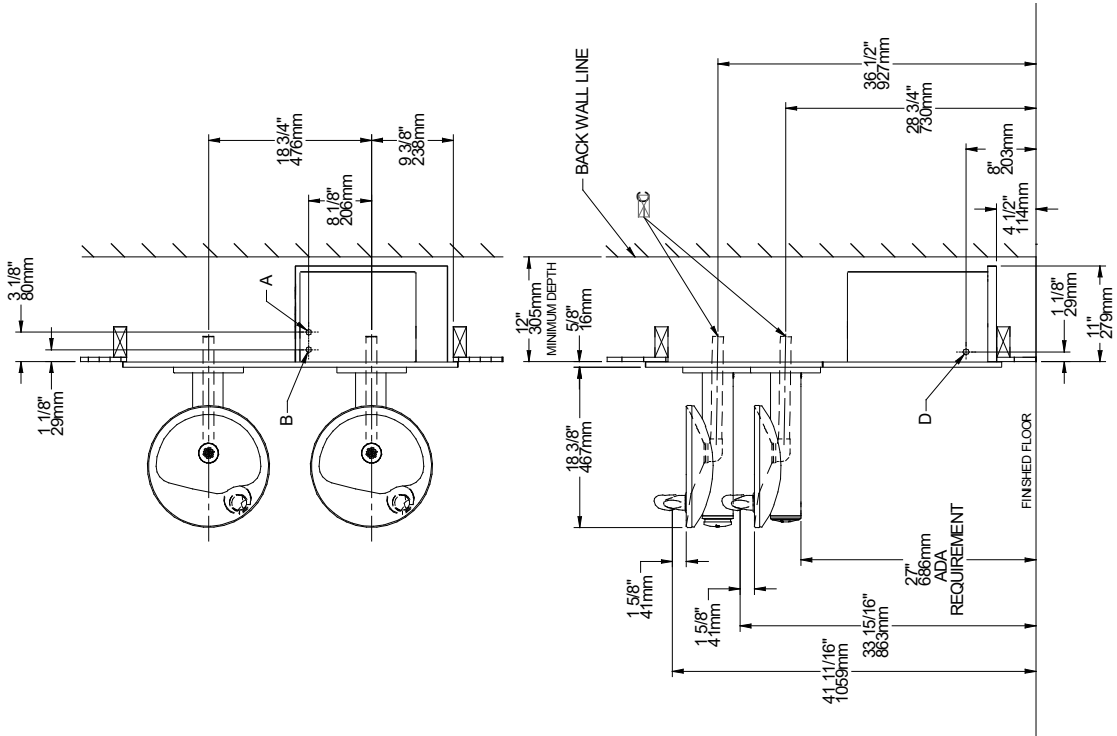 3 1/8"
80mm
1 1/8"
29mm
A
B
18 3/4"
476mm
8 1/8"
206mm
9 3/8"
238mm
12"
305mm
MINIMUM DEPTH
5/8"
16mm
BACK WALL LINE
C
36 1/2"
927mm
28 3/4"
730mm
8"
203mm
4 1/2"
114mm
1 1/8"
29mm
11"
279mm
D
18 3/8"
467mm
1 5/8"
41mm
1 5/8"
41mm
27"
686mm
ADA
REQUIREMENT
FINISHED FLOOR
33 15/16"
863mm
41 11/16"
1059mm